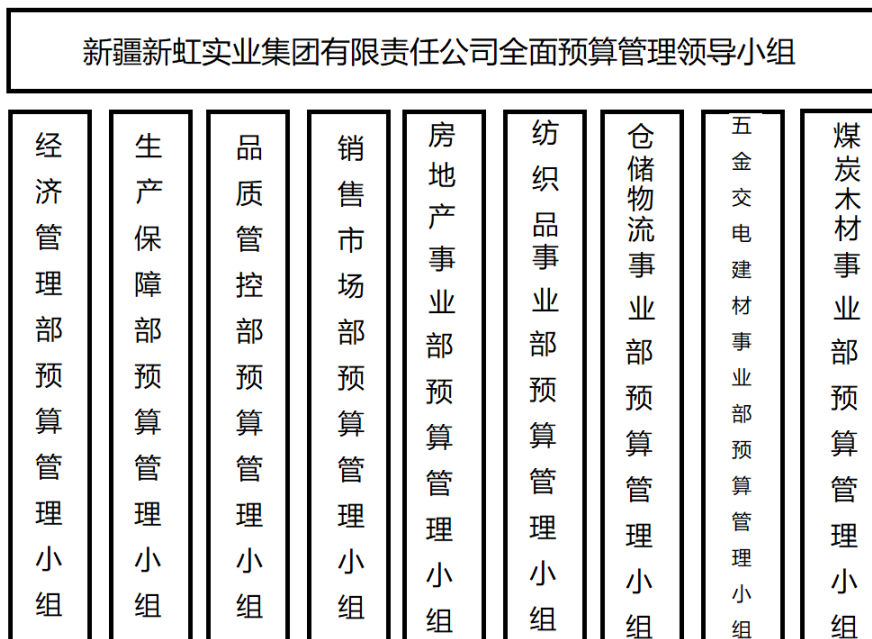 新疆新虹实业集团有限责任公司全面预算管理领导小组
经济管理部预算管理小组
生产保障部预算管理小组
品质管控部预算管理小组
销售市场部预算管理小组
房地产事业部预算管理小组
纺织品事业部预算管理小组
仓储物流事业部预算管理小组
五金交电建材事业部预算管理小组
煤炭木材事业部预算管理小组